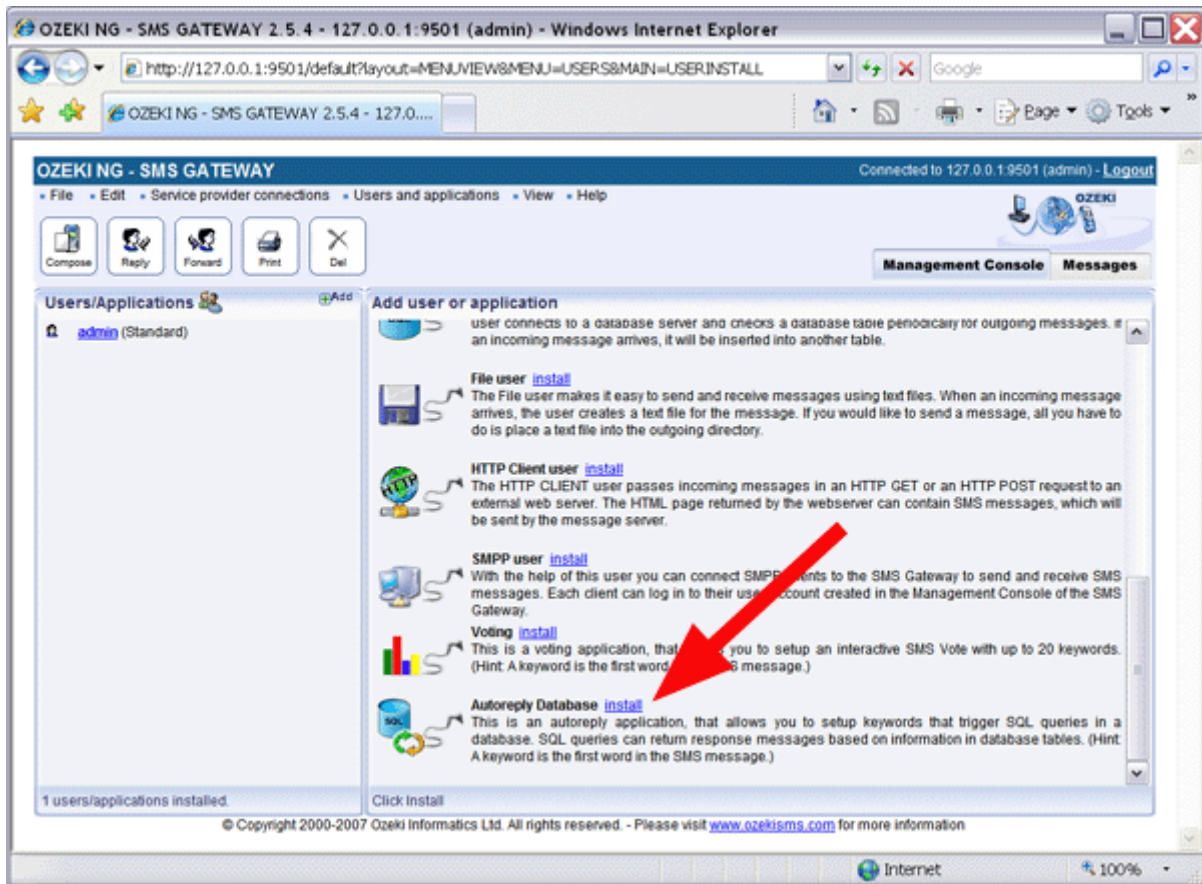 OZEKI NG - SMS GATEWAY 2.5.4 - 127.0.0.1:9501 (admin) - Windows Internet Explorer
http://127.0.0.1:9501/default?layout=MENUVIEW&MENU=USERS&MAIN=USERINSTALL
Google
OZEKI NG - SMS GATEWAY 2.5.4 - 127.0....
Page
Tools
OZEKI NG - SMS GATEWAY
Connected to 127.0.0.1:9501 (admin) - Logout
File Edit Service provider connections Users and applications View Help
OZEKI
Compose Reply Forward Print Del
Management Console Messages
Users/Applications Add
admin (Standard)
Add user or application
user connects to a database server and checks a database table periodically for outgoing messages. If
an incoming message arrives, it will be inserted into another table.
File user install
The File user makes it easy to send and receive messages using text files. When an incoming message
arrives, the user creates a text file for the message. If you would like to send a message, all you have to
do is place a text file into the outgoing directory.
HTTP
HTTP Client user install
The HTTP CLIENT user passes incoming messages in an HTTP GET or an HTTP POST request to an
external web server. The HTML page returned by the webserver can contain SMS messages, which will
be sent by the message server.
SMPP user install
With the help of this user you can connect SMPP to the SMS Gateway to send and receive SMS
messages. Each client can log in to their account created in the Management Console of the SMS
Gateway.
Voting install
This is a voting application, that you to setup an interactive SMS Vote with up to 20 keywords.
(Hint: A keyword is the first word message.)
SQL
Autoreply Database install
This is an autoreply application, that allows you to setup keywords that trigger SQL queries in a
database. SQL queries can return response messages based on information in database tables. (Hint:
A keyword is the first word in the SMS message.)
1 users/applications installed.
Click Install
© Copyright 2000-2007 Ozeki Informatics Ltd. All rights reserved. - Please visit www.ozekisms.com for more information
Internet
100%